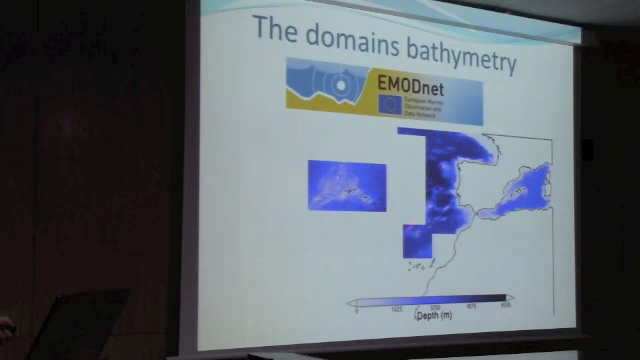 The domains bathymetry
EMODnet
European Marine
Observation and
Data Network
Depth (m)